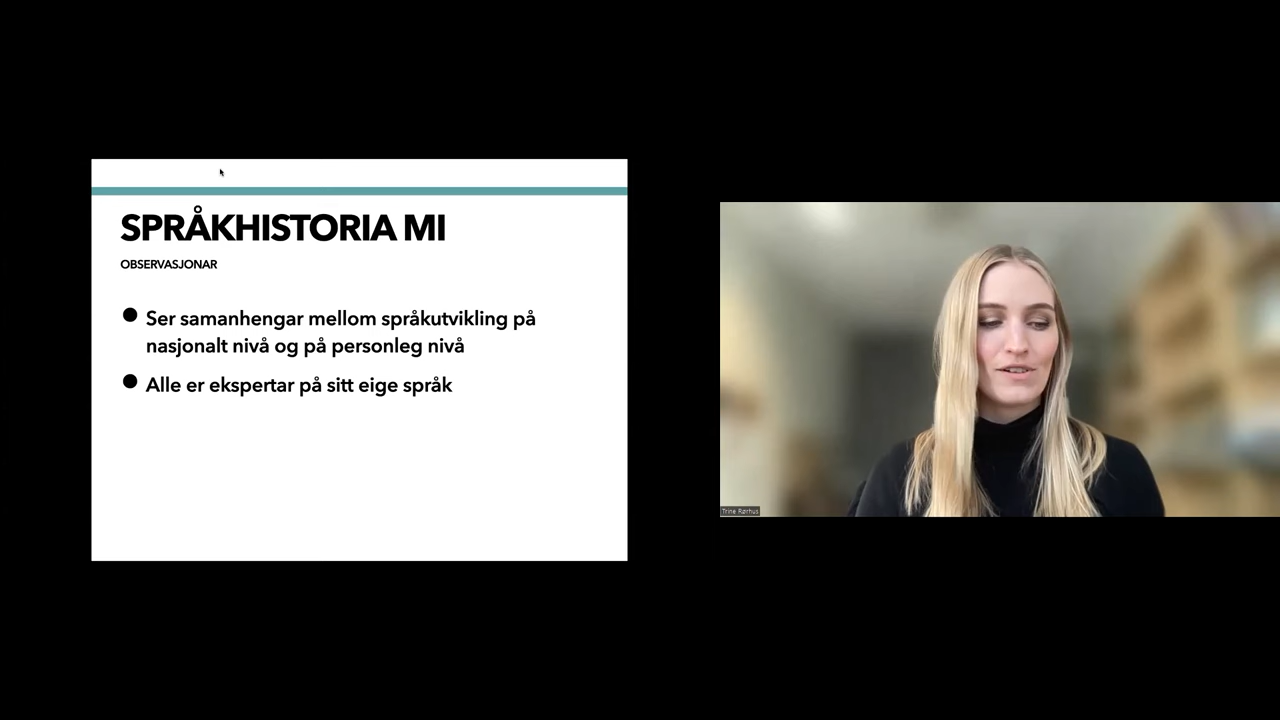 SPRÅKHISTORIA MI
OBSERVASJONAR
Ser samanhengar mellom språkutvikling på
nasjonalt nivå og på personleg nivå
Alle er ekspertar på sitt eige språk
Trine Rørhus